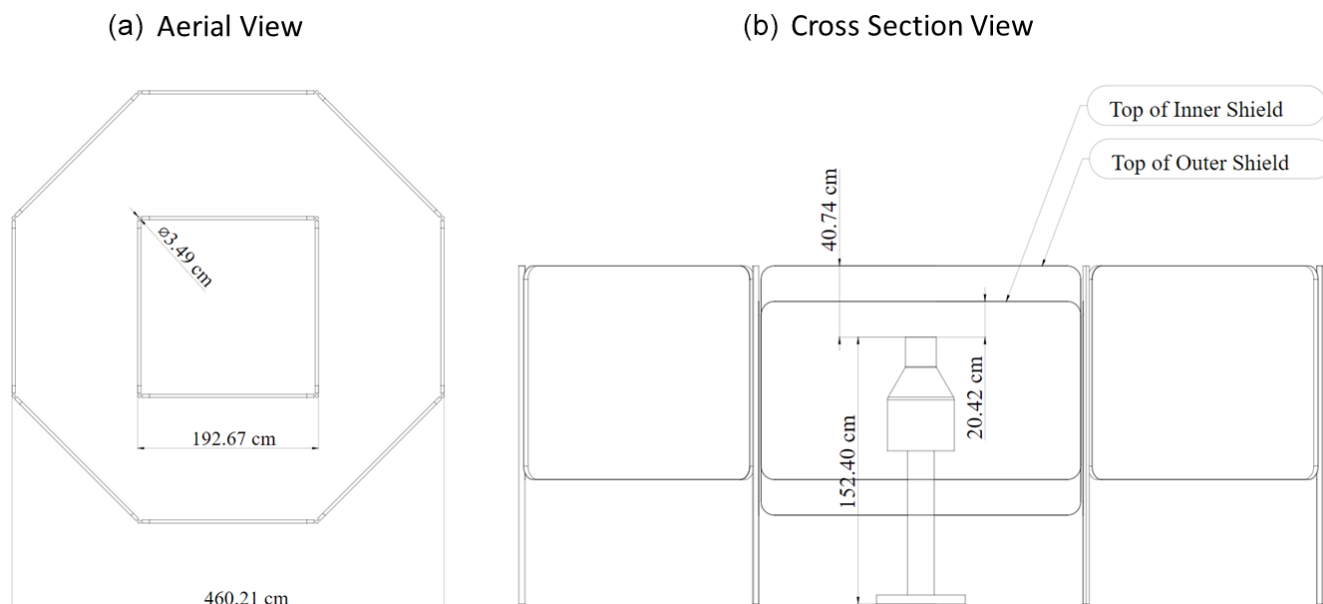 (a) Aerial View
(b) Cross Section View
Top of Inner Shield
Top of Outer Shield
40.74 cm
ø3.49 cm
20.42 cm
152.40 cm
192.67 cm
460.21 cm